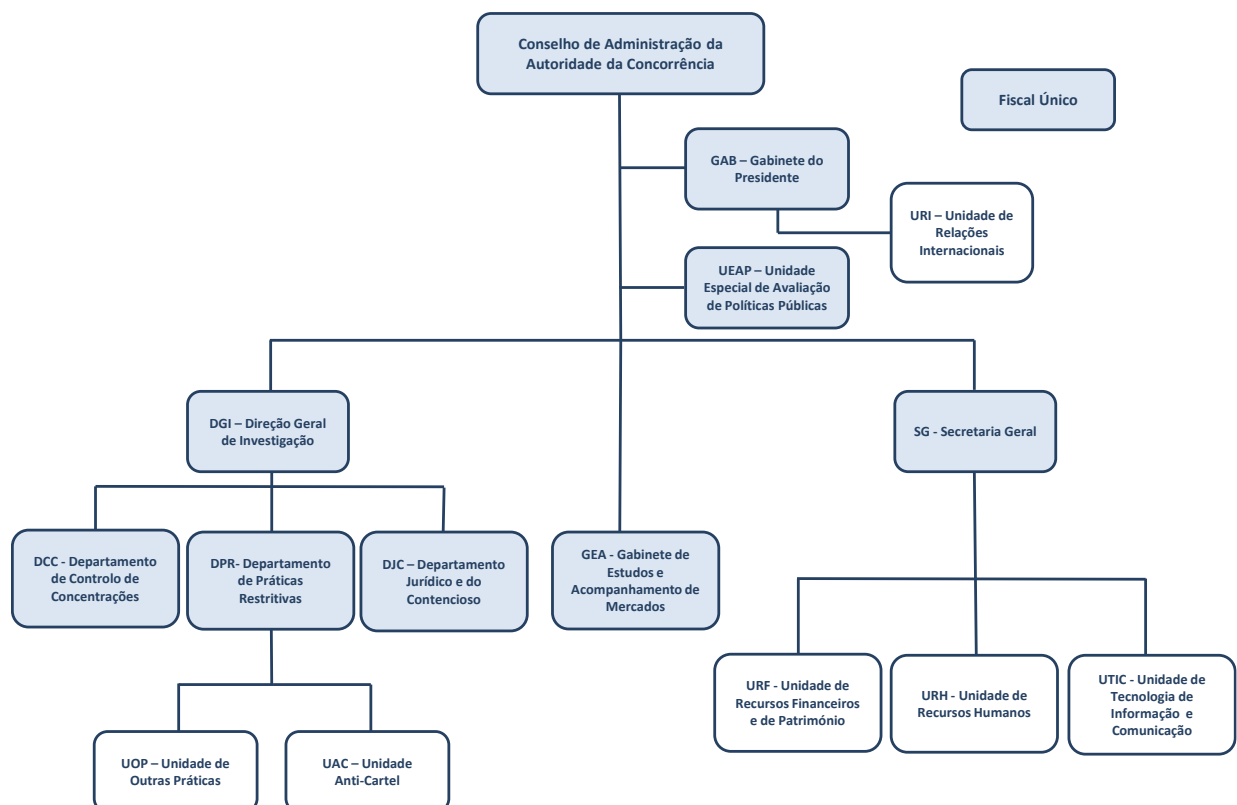 Conselho de Administração da
Autoridade da Concorrência
Fiscal Único
GAB – Gabinete do
Presidente
URI – Unidade de
Relações
Internacionais
UEAP – Unidade
Especial de Avaliação
de Políticas Públicas
DGI – Direção Geral
de Investigação
SG - Secretaria Geral
DCC - Departamento
de Controlo de
Concentrações
DPR- Departamento
de Práticas
Restritivas
DJC – Departamento
Jurídico e do
Contencioso
GEA - Gabinete de
Estudos e
Acompanhamento de
Mercados
URF - Unidade de
Recursos Financeiros
e de Património
URH - Unidade de
Recursos Humanos
UTIC - Unidade de
Tecnologia de
Informação e
Comunicação
UOP – Unidade de
Outras Práticas
UAC – Unidade
Anti-Cartel